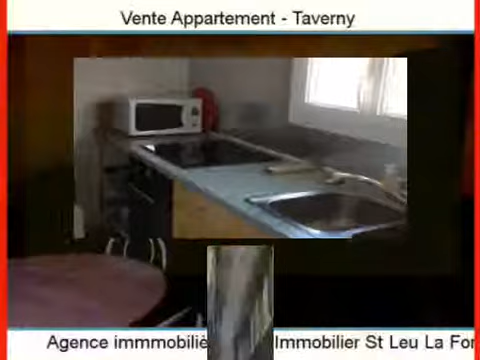 Vente Appartement - Taverny
Agence immmobiliè Immobilier St Leu La For